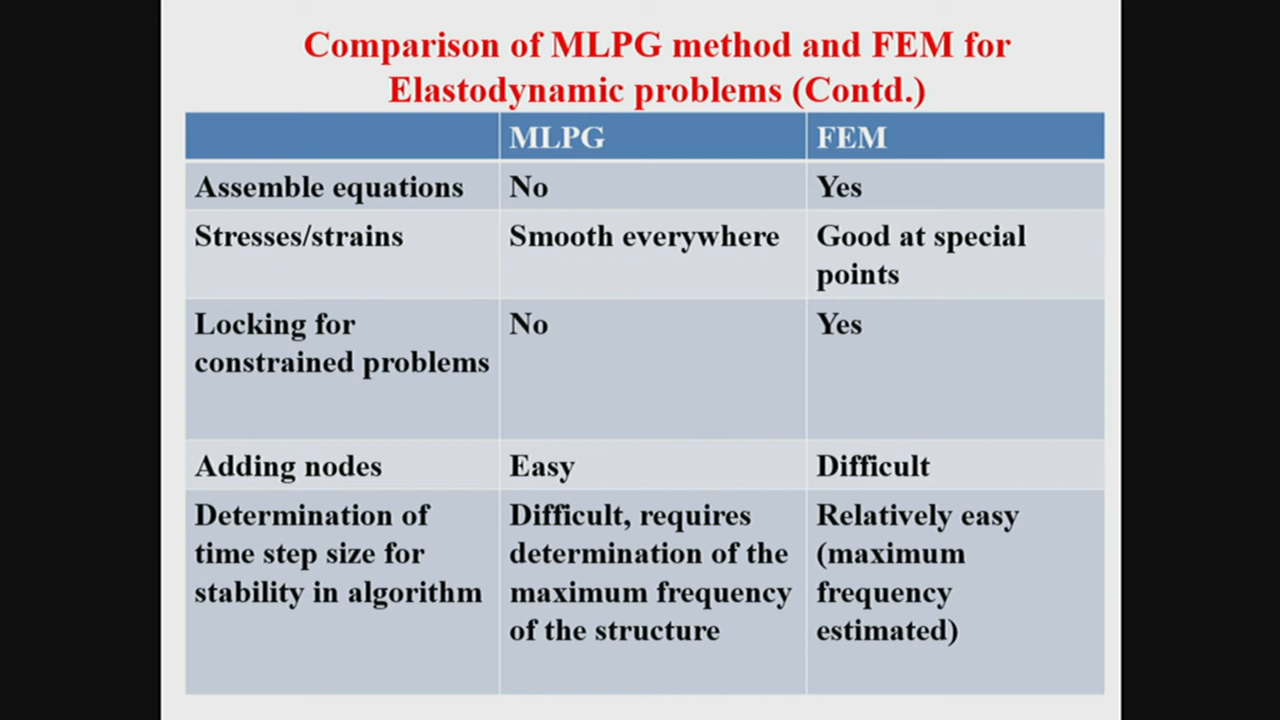 Comparison of MLPG method and FEM for
Elastodynamic problems (Contd.)
MLPG FEM
Assemble equations No Yes
Stresses/strains Smooth everywhere Good at special
points
Locking for No Yes
constrained problems
Adding nodes Easy Difficult
Determination of Difficult, requires Relatively easy
time step size for determination of the (maximum
stability in algorithm maximum frequency frequency
of the structure estimated)